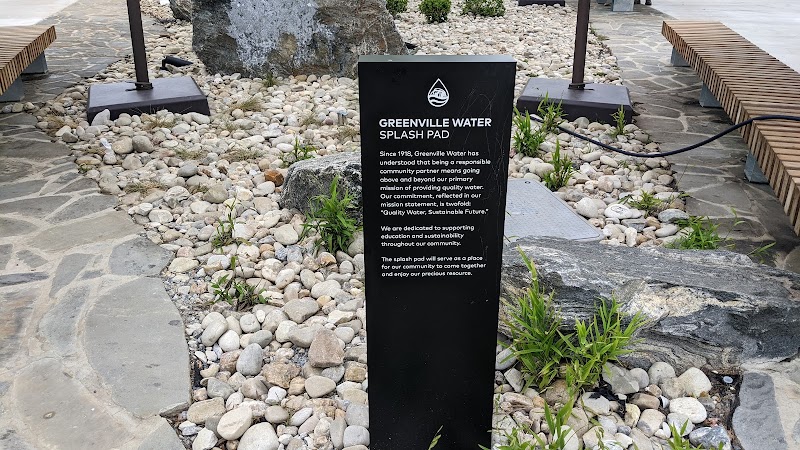 GREENVILLE WATER
SPLASH PAD
Since 1918, Greenville Water has
understood that being a responsible
community partner means going
above and beyond our primary
mission of providing quality water.
Our commitment, reflected in our
mission statement, is twofold:
"Quality Water, Sustainable Future."
We are dedicated to supporting
education and sustainability
throughout our community.
The splash pad will serve as a place
for our community to come together
and enjoy our precious resource.